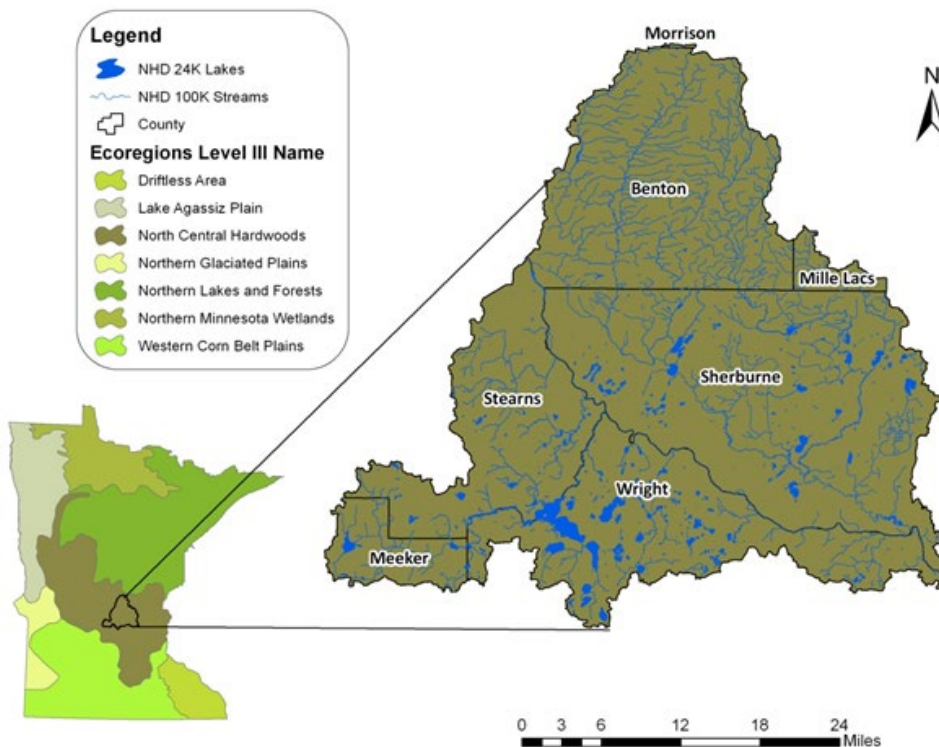 Legend
NHD 24K Lakes
NHD 100K Streams
County
Ecoregions Level III Name
Driftless Area
Lake Agassiz Plain
North Central Hardwoods
Northern Glaciated Plains
Northern Lakes and Forests
Northern Minnesota Wetlands
Western Corn Belt Plains
Morrison
N
Benton
Mille Lacs
Sherburne
Stearns
Wright
Meeker
0 3 6 12 18 24
Miles